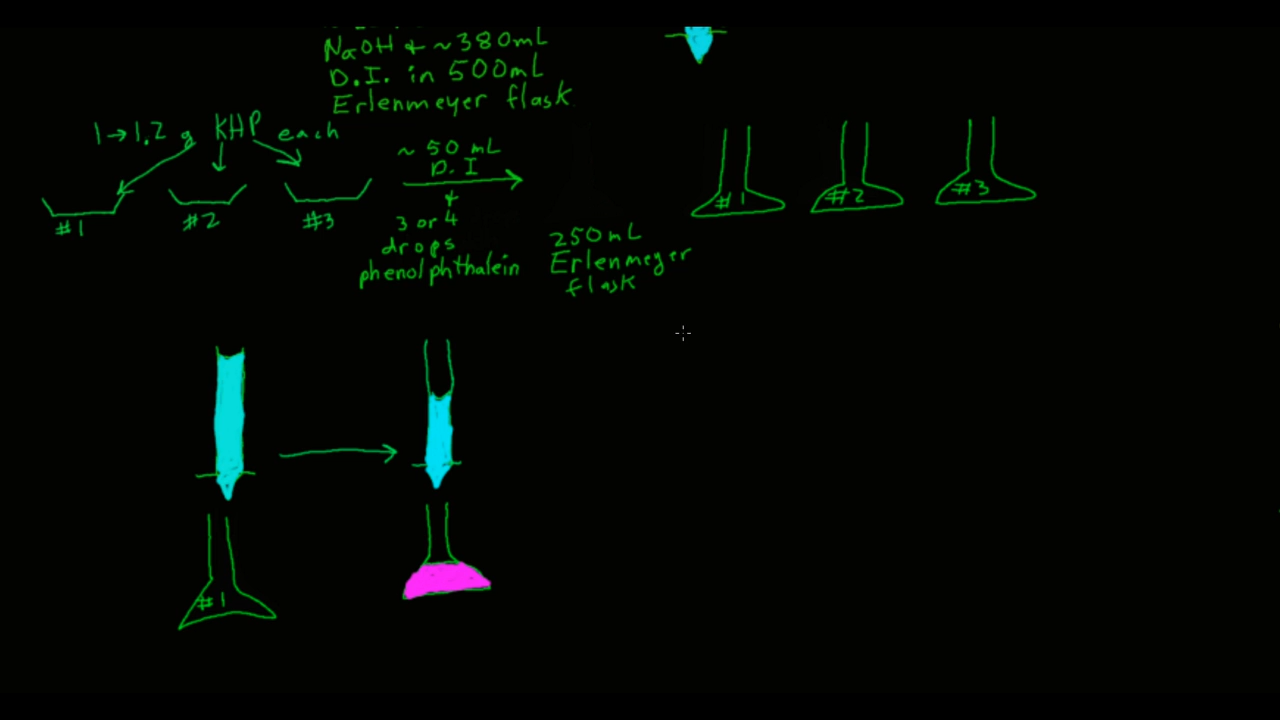 NaOH + ~380mL
D.I. in 500mL
Erlenmeyer flask
1→1.2 g KHP each
#1
#2
#3
~50 mL
D.I
+
3 or 4
drops
phenolphthalein
250mL
Erlenmeyer
flask
#1
#2
#3
#1